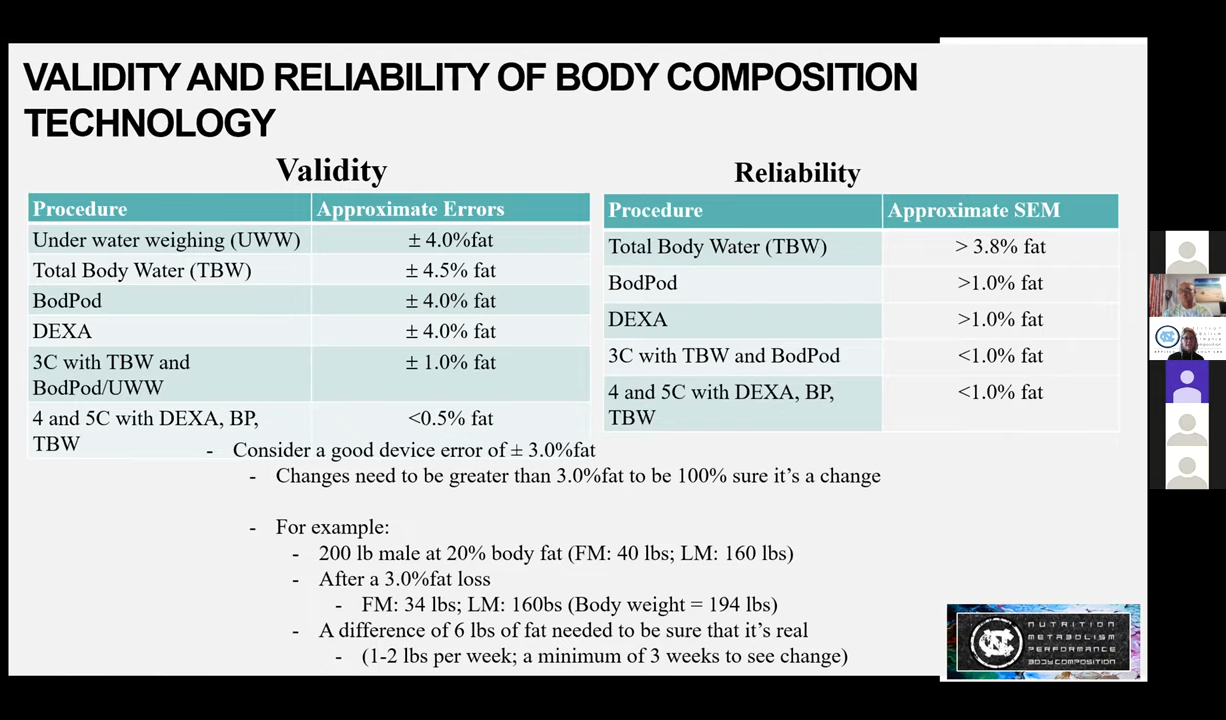 VALIDITY AND RELIABILITY OF BODY COMPOSITION
TECHNOLOGY
Validity
Procedure Approximate Errors
Under water weighing (UWW) ± 4.0%fat
Total Body Water (TBW) ± 4.5% fat
BodPod ± 4.0% fat
DEXA ± 4.0% fat
3C with TBW and ± 1.0% fat
BodPod/UWW
4 and 5C with DEXA, BP, <0.5% fat
TBW
Reliability
Procedure Approximate SEM
Total Body Water (TBW) > 3.8% fat
BodPod >1.0% fat
DEXA >1.0% fat
3C with TBW and BodPod <1.0% fat
4 and 5C with DEXA, BP, <1.0% fat
TBW
- Consider a good device error of ± 3.0%fat
- Changes need to be greater than 3.0%fat to be 100% sure it's a change
- For example:
- 200 lb male at 20% body fat (FM: 40 lbs; LM: 160 lbs)
- After a 3.0%fat loss
- FM: 34 lbs; LM: 160bs (Body weight = 194 lbs)
- A difference of 6 lbs of fat needed to be sure that it's real
- (1-2 lbs per week; a minimum of 3 weeks to see change)
NUTRITION
METABOLISM
PERFORMANCE
BODY COMPOSITION